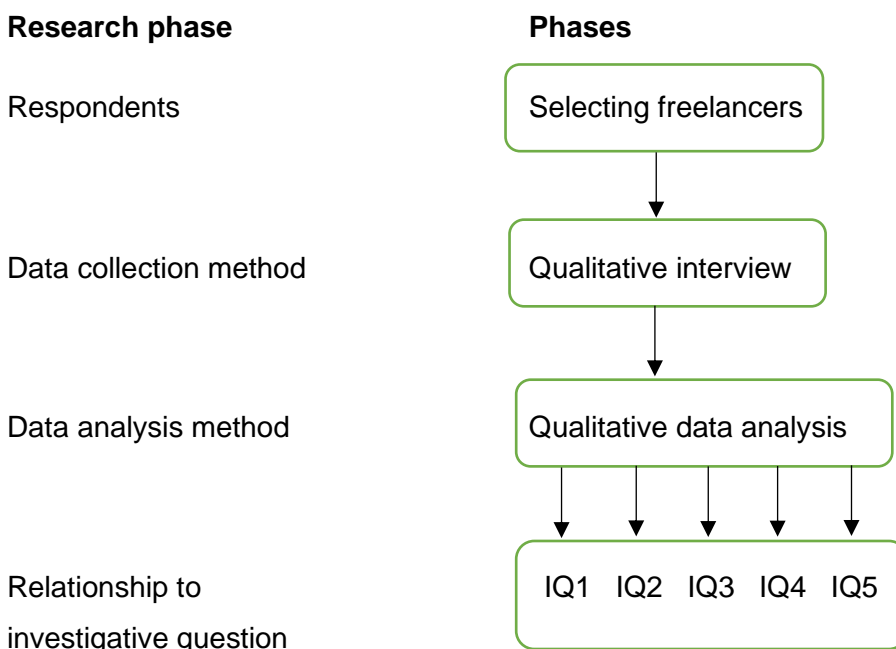 Research phase Phases
Respondents Selecting freelancers
Data collection method Qualitative interview
Data analysis method Qualitative data analysis
Relationship to IQ1 IQ2 IQ3 IQ4 IQ5
investigative question